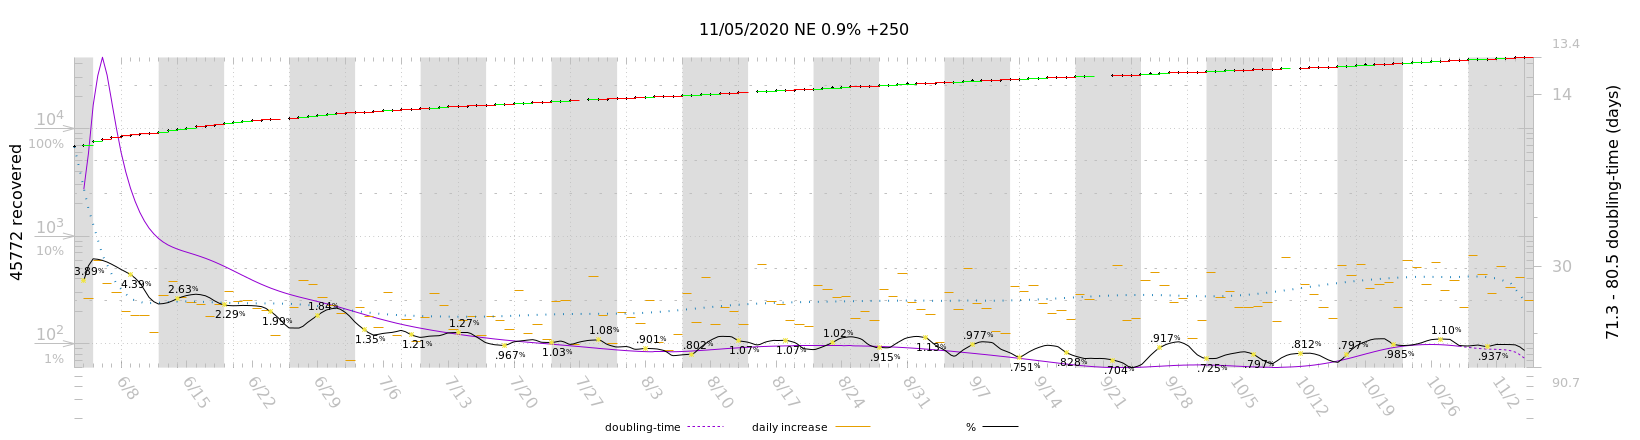 11/05/2020 NE 0.9% +250
13.4
14
30
90.7
71.3 - 80.5 doubling-time (days)
45772 recovered
10⁴
100%
10³
10%
10²
1%
3.89% 4.39% 2.63% 2.29% 1.99% 1.84% 1.35% 1.21% 1.27% .967% 1.03% 1.08% .901% .802% 1.07% 1.07% 1.02% .915% 1.13% .977% .751% .828% .704% .917% .725% .797% .812% .797% .985% 1.10% .937%
6/8 6/15 6/22 6/29 7/6 7/13 7/20 7/27 8/3 8/10 8/17 8/24 8/31 9/7 9/14 9/21 9/28 10/5 10/12 10/19 10/26 11/2
doubling-time daily increase %